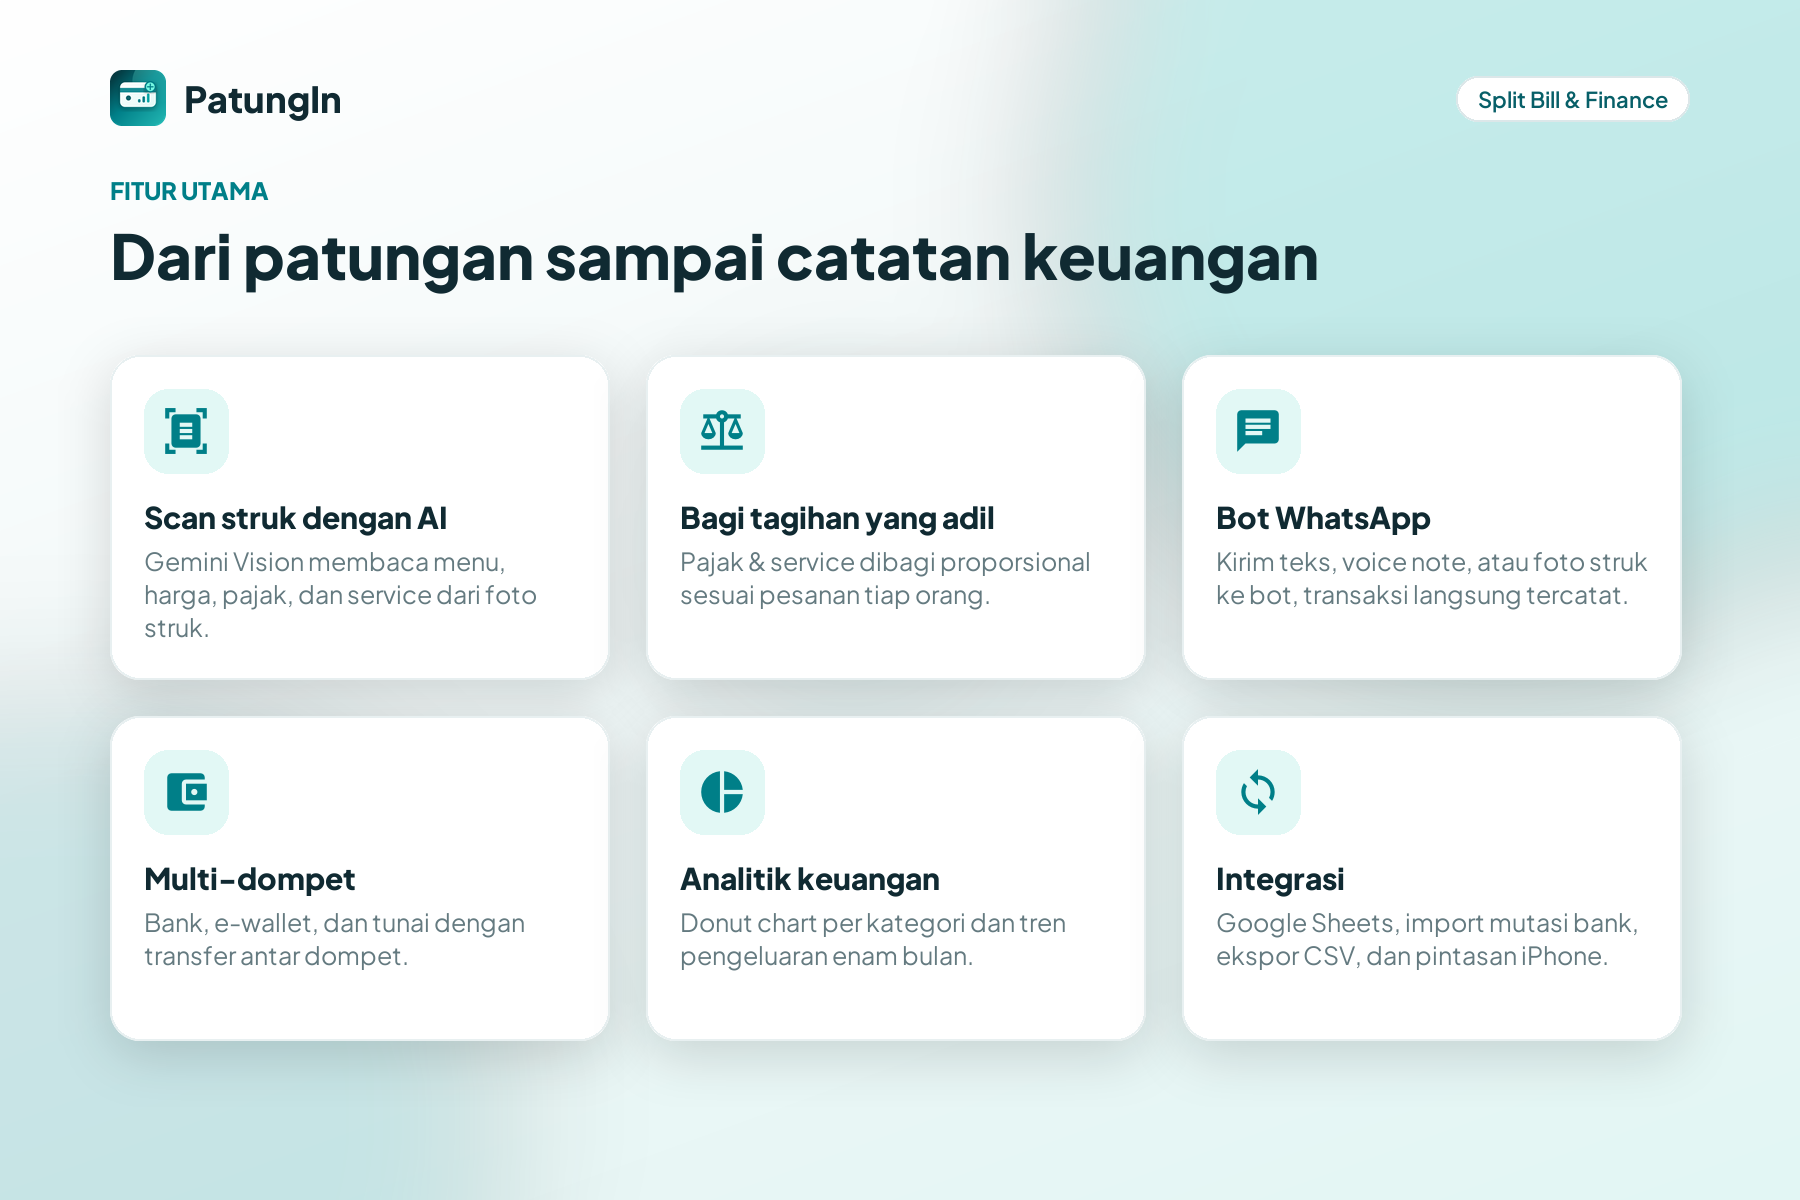 PatungIn
Split Bill & Finance
FITUR UTAMA
Dari patungan sampai catatan keuangan
Scan struk dengan AI
Gemini Vision membaca menu,
harga, pajak, dan service dari foto
struk.
Bagi tagihan yang adil
Pajak & service dibagi proporsional
sesuai pesanan tiap orang.
Bot WhatsApp
Kirim teks, voice note, atau foto struk
ke bot, transaksi langsung tercatat.
Multi-dompet
Bank, e-wallet, dan tunai dengan
transfer antar dompet.
Analitik keuangan
Donut chart per kategori dan tren
pengeluaran enam bulan.
Integrasi
Google Sheets, import mutasi bank,
ekspor CSV, dan pintasan iPhone.